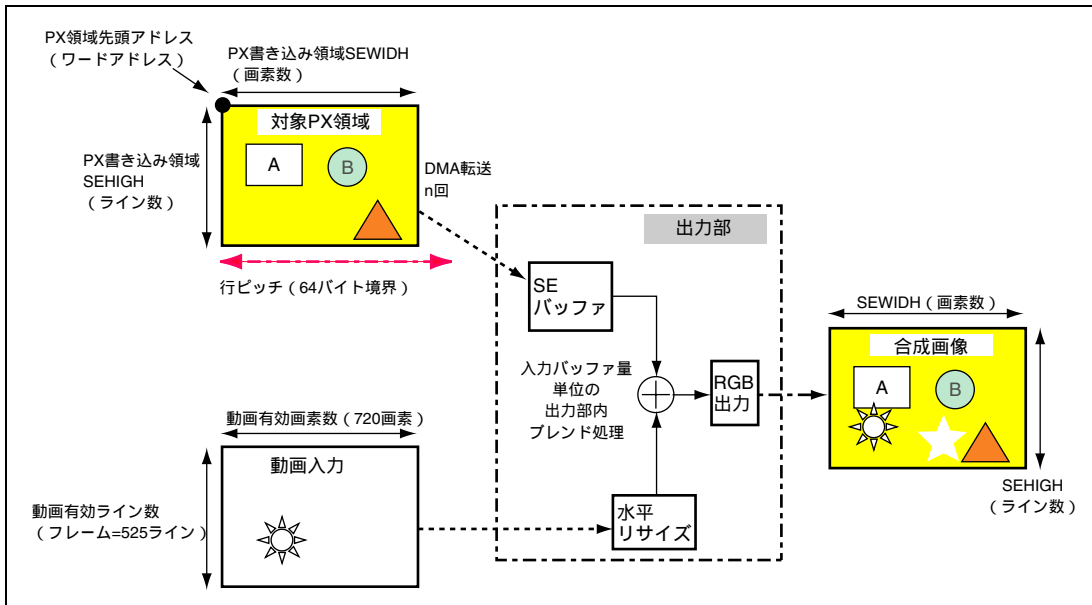 PX領域先頭アドレス
(ワードアドレス)
PX書き込み領域SEWIDH
(画素数)
対象PX領域
A
B
PX書き込み領域
SEHIGH
(ライン数)
DMA転送
n回
行ピッチ(64バイト境界)
出力部
SE
バッファ
入力バッファ量
単位の
出力部内
ブレンド処理
RGB
出力
SEWIDH(画素数)
合成画像
A
B
SEHIGH
(ライン数)
動画有効画素数(720画素)
動画入力
動画有効ライン数
(フレーム=525ライン)
水平
リサイズ